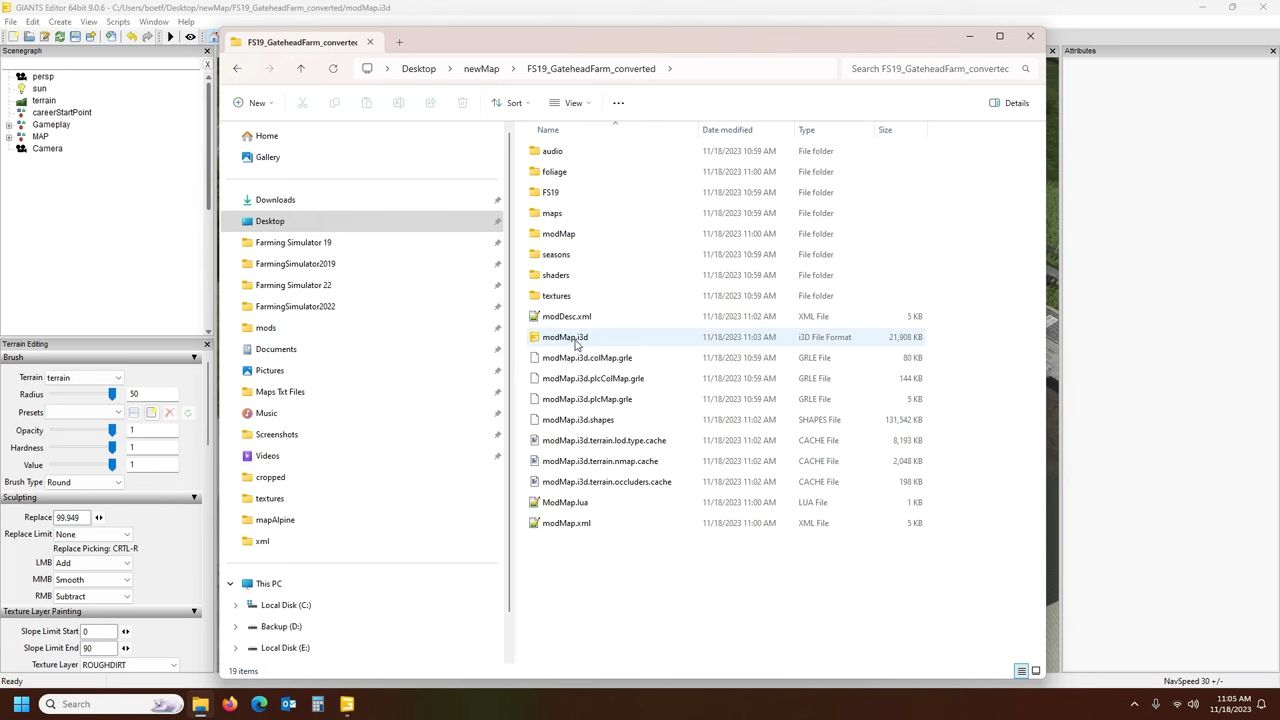 GIANTS Editor 64bit 9.0.6 - C:/Users/boetf/Desktop/newMap/FS19_GateheadFarm_converted/modMap.i3d
File Edit Create View Scripts Window Help
Scenegraph
persp
sun
terrain
careerStartPoint
Gameplay
MAP
Camera
Terrain Editing
Brush
Terrain terrain
Radius 50
Presets
Opacity 1
Hardness 1
Value 1
Brush Type Round
Sculpting
Replace 99.949
Replace Limit None
Replace Picking: CRTL-R
LMB Add
MMB Smooth
RMB Subtract
Texture Layer Painting
Slope Limit Start 0
Slope Limit End 90
Texture Layer ROUGHDIRT
Ready
FS19_GateheadFarm_converted
Desktop newMap FS19_GateheadFarm_converted
Search FS19_GateheadFarm_converted
New Sort View Details
Home
Gallery
Downloads
Desktop
Farming Simulator 19
FarmingSimulator2019
Farming Simulator 22
FarmingSimulator2022
mods
Documents
Pictures
Maps Txt Files
Music
Screenshots
Videos
cropped
textures
mapAlpine
xml
This PC
Local Disk (C:)
Backup (D:)
Local Disk (E:)
Name Date modified Type Size
audio 11/18/2023 10:59 AM File folder
foliage 11/18/2023 11:00 AM File folder
FS19 11/18/2023 10:59 AM File folder
maps 11/18/2023 10:59 AM File folder
modMap 11/18/2023 11:00 AM File folder
seasons 11/18/2023 10:59 AM File folder
shaders 11/18/2023 10:59 AM File folder
textures 11/18/2023 10:59 AM File folder
modDesc.xml 11/18/2023 11:02 AM XML File 5 KB
modMap.i3d 11/18/2023 11:03 AM i3D File Format 21,908 KB
modMap.i3d.colMap.grle 11/18/2023 10:59 AM GRLE File 80 KB
modMap.i3d.plcColMap.grle 11/18/2023 10:59 AM GRLE File 144 KB
modMap.i3d.plcMap.grle 11/18/2023 10:59 AM GRLE File 5 KB
modMap.i3d.shapes 11/18/2023 11:02 AM SHAPES File 131,542 KB
modMap.i3d.terrain.lod.type.cache 11/18/2023 11:02 AM CACHE File 8,193 KB
modMap.i3d.terrain.nmap.cache 11/18/2023 11:02 AM CACHE File 2,048 KB
modMap.i3d.terrain.occluders.cache 11/18/2023 11:02 AM CACHE File 198 KB
ModMap.lua 11/18/2023 11:00 AM LUA File 1 KB
modMap.xml 11/18/2023 11:00 AM XML File 5 KB
19 items
Attributes
NavSpeed 30 +/-
Search
11:05 AM
11/18/2023